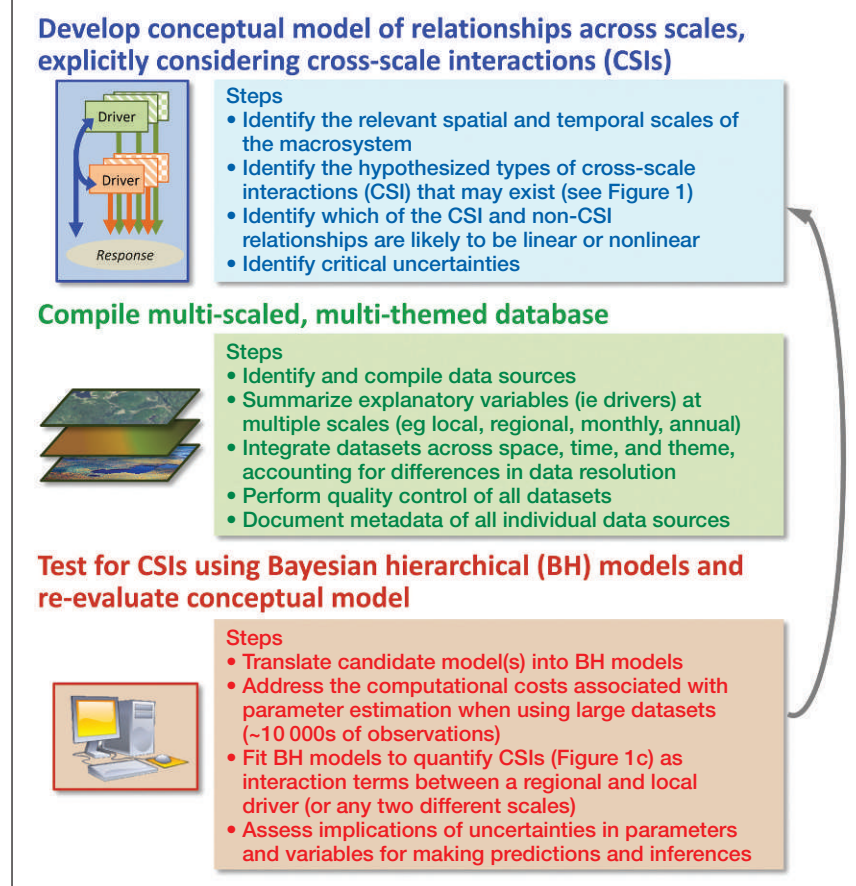 Develop conceptual model of relationships across scales,
explicitly considering cross-scale interactions (CSIs)
Driver
Driver
Response
Steps
• Identify the relevant spatial and temporal scales of
the macrosystem
• Identify the hypothesized types of cross-scale
interactions (CSI) that may exist (see Figure 1)
• Identify which of the CSI and non-CSI
relationships are likely to be linear or nonlinear
• Identify critical uncertainties
Compile multi-scaled, multi-themed database
Steps
• Identify and compile data sources
• Summarize explanatory variables (ie drivers) at
multiple scales (eg local, regional, monthly, annual)
• Integrate datasets across space, time, and theme,
accounting for differences in data resolution
• Perform quality control of all datasets
• Document metadata of all individual data sources
Test for CSIs using Bayesian hierarchical (BH) models and
re-evaluate conceptual model
Steps
• Translate candidate model(s) into BH models
• Address the computational costs associated with
parameter estimation when using large datasets
(~10 000s of observations)
• Fit BH models to quantify CSIs (Figure 1c) as
interaction terms between a regional and local
driver (or any two different scales)
• Assess implications of uncertainties in parameters
and variables for making predictions and inferences